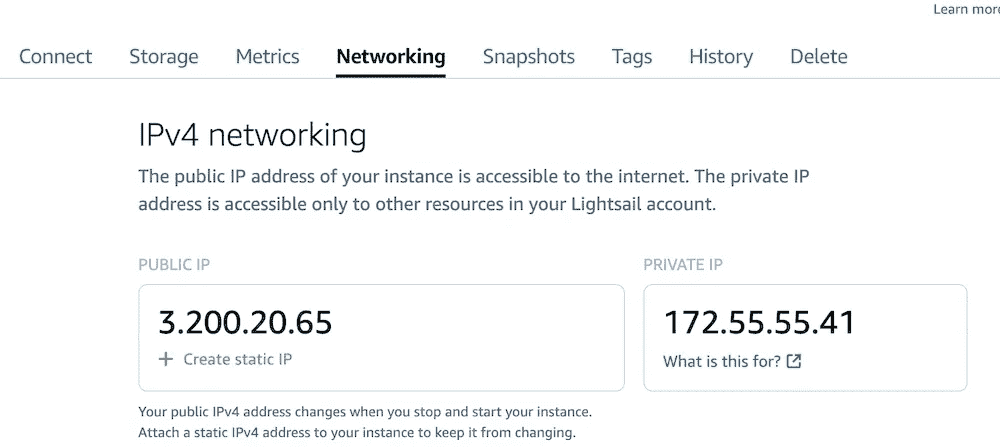 Learn more
Connect Storage Metrics Networking Snapshots Tags History Delete
IPv4 networking
The public IP address of your instance is accessible to the internet. The private IP
address is accessible only to other resources in your Lightsail account.
PUBLIC IP PRIVATE IP
3.200.20.65 172.55.55.41
+ Create static IP What is this for?
Your public IPv4 address changes when you stop and start your instance.
Attach a static IPv4 address to your instance to keep it from changing.